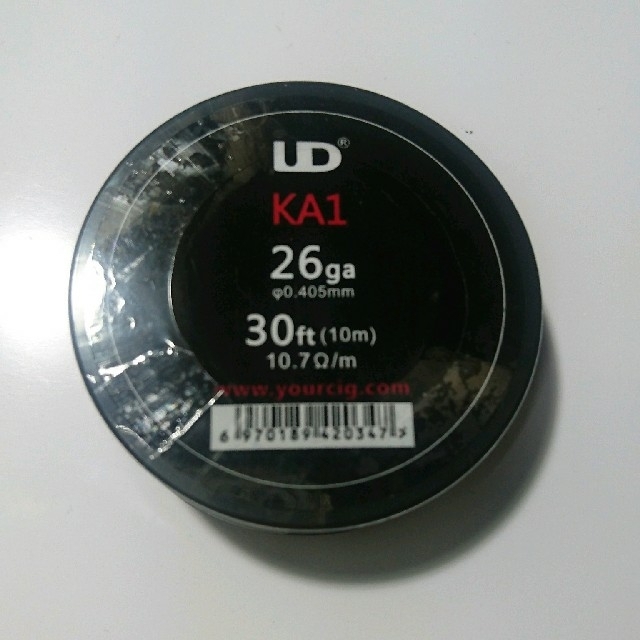 UD®
KA1
26ga
φ0.405mm
30ft(10m)
10.7Ω/m
www.yourcig.com
6 970189 420347 >